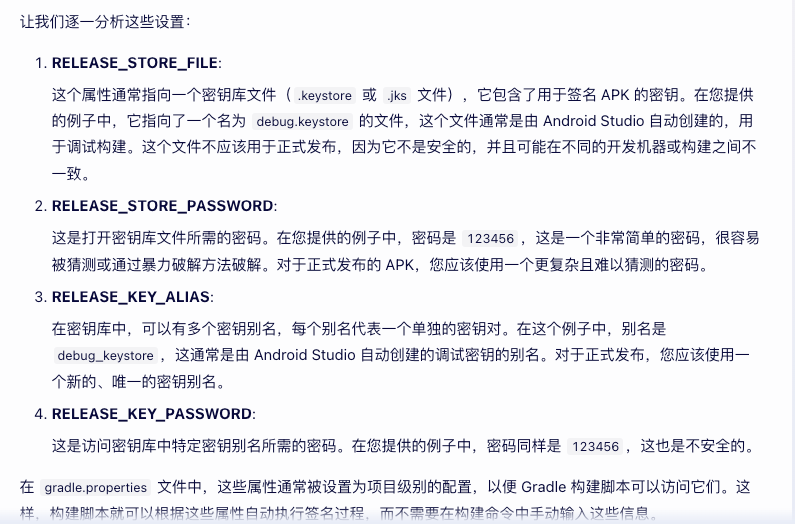 让我们逐一分析这些设置：
1. RELEASE_STORE_FILE:
这个属性通常指向一个密钥库文件（ .keystore 或 .jks 文件），它包含了用于签名 APK 的密钥。在您提供
的例子中，它指向了一个名为 debug.keystore 的文件，这个文件通常是由 Android Studio 自动创建的，用
于调试构建。这个文件不应该用于正式发布，因为它不是安全的，并且可能在不同的开发机器或构建之间不
一致。
2. RELEASE_STORE_PASSWORD:
这是打开密钥库文件所需的密码。在您提供的例子中，密码是 123456 ，这是一个非常简单的密码，很容易
被猜测或通过暴力破解方法破解。对于正式发布的 APK，您应该使用一个更复杂且难以猜测的密码。
3. RELEASE_KEY_ALIAS:
在密钥库中，可以有多个密钥别名，每个别名代表一个单独的密钥对。在这个例子中，别名是
debug_keystore ，这通常是由 Android Studio 自动创建的调试密钥的别名。对于正式发布，您应该使用一
个新的、唯一的密钥别名。
4. RELEASE_KEY_PASSWORD:
这是访问密钥库中特定密钥别名所需的密码。在您提供的例子中，密码同样是 123456 ，这也是不安全的。
在 gradle.properties 文件中，这些属性通常被设置为项目级别的配置，以便 Gradle 构建脚本可以访问它们。这
样，构建脚本就可以根据这些属性自动执行签名过程，而不需要在构建命令中手动输入这些信息。